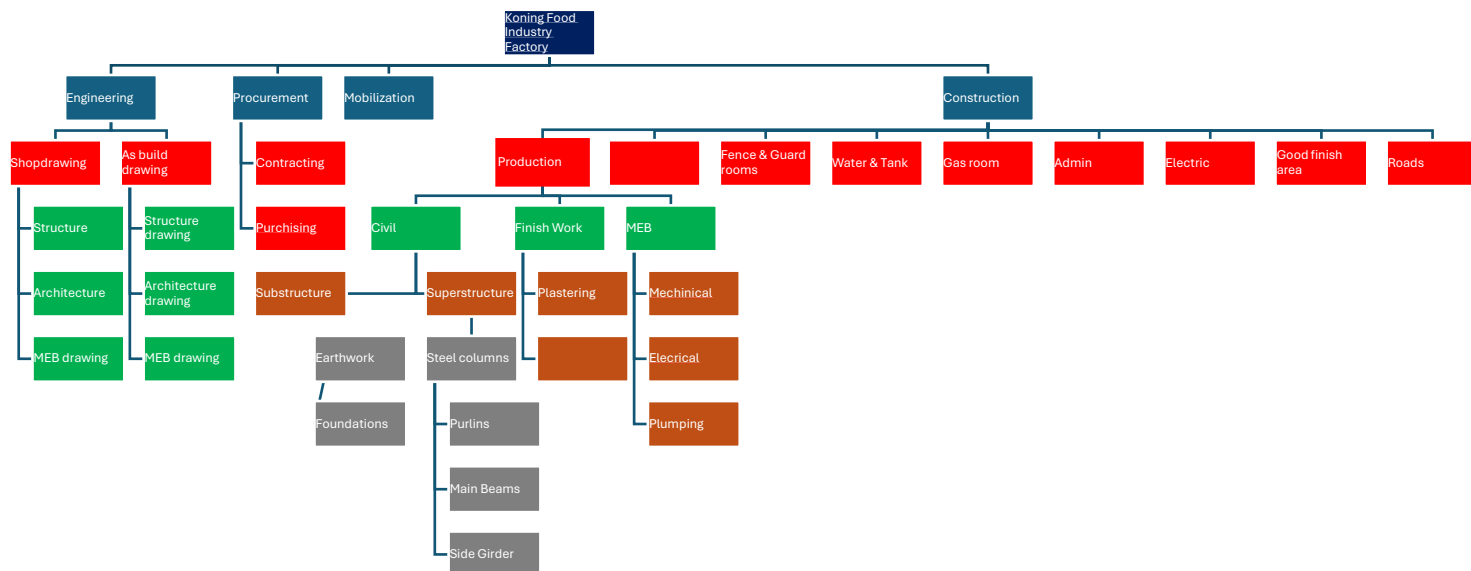 Koning Food
Industry
Factory
Engineering
Procurement
Mobilization
Construction
Shopdrawing
As build
drawing
Contracting
Production
Fence & Guard
rooms
Water & Tank
Gas room
Admin
Electric
Good finish
area
Roads
Structure
Structure
drawing
Purchising
Civil
Finish Work
MEB
Architecture
Architecture
drawing
Substructure
Superstructure
Plastering
Mechinical
MEB drawing
MEB drawing
Earthwork
Steel columns
Elecrical
Foundations
Purlins
Plumping
Main Beams
Side Girder